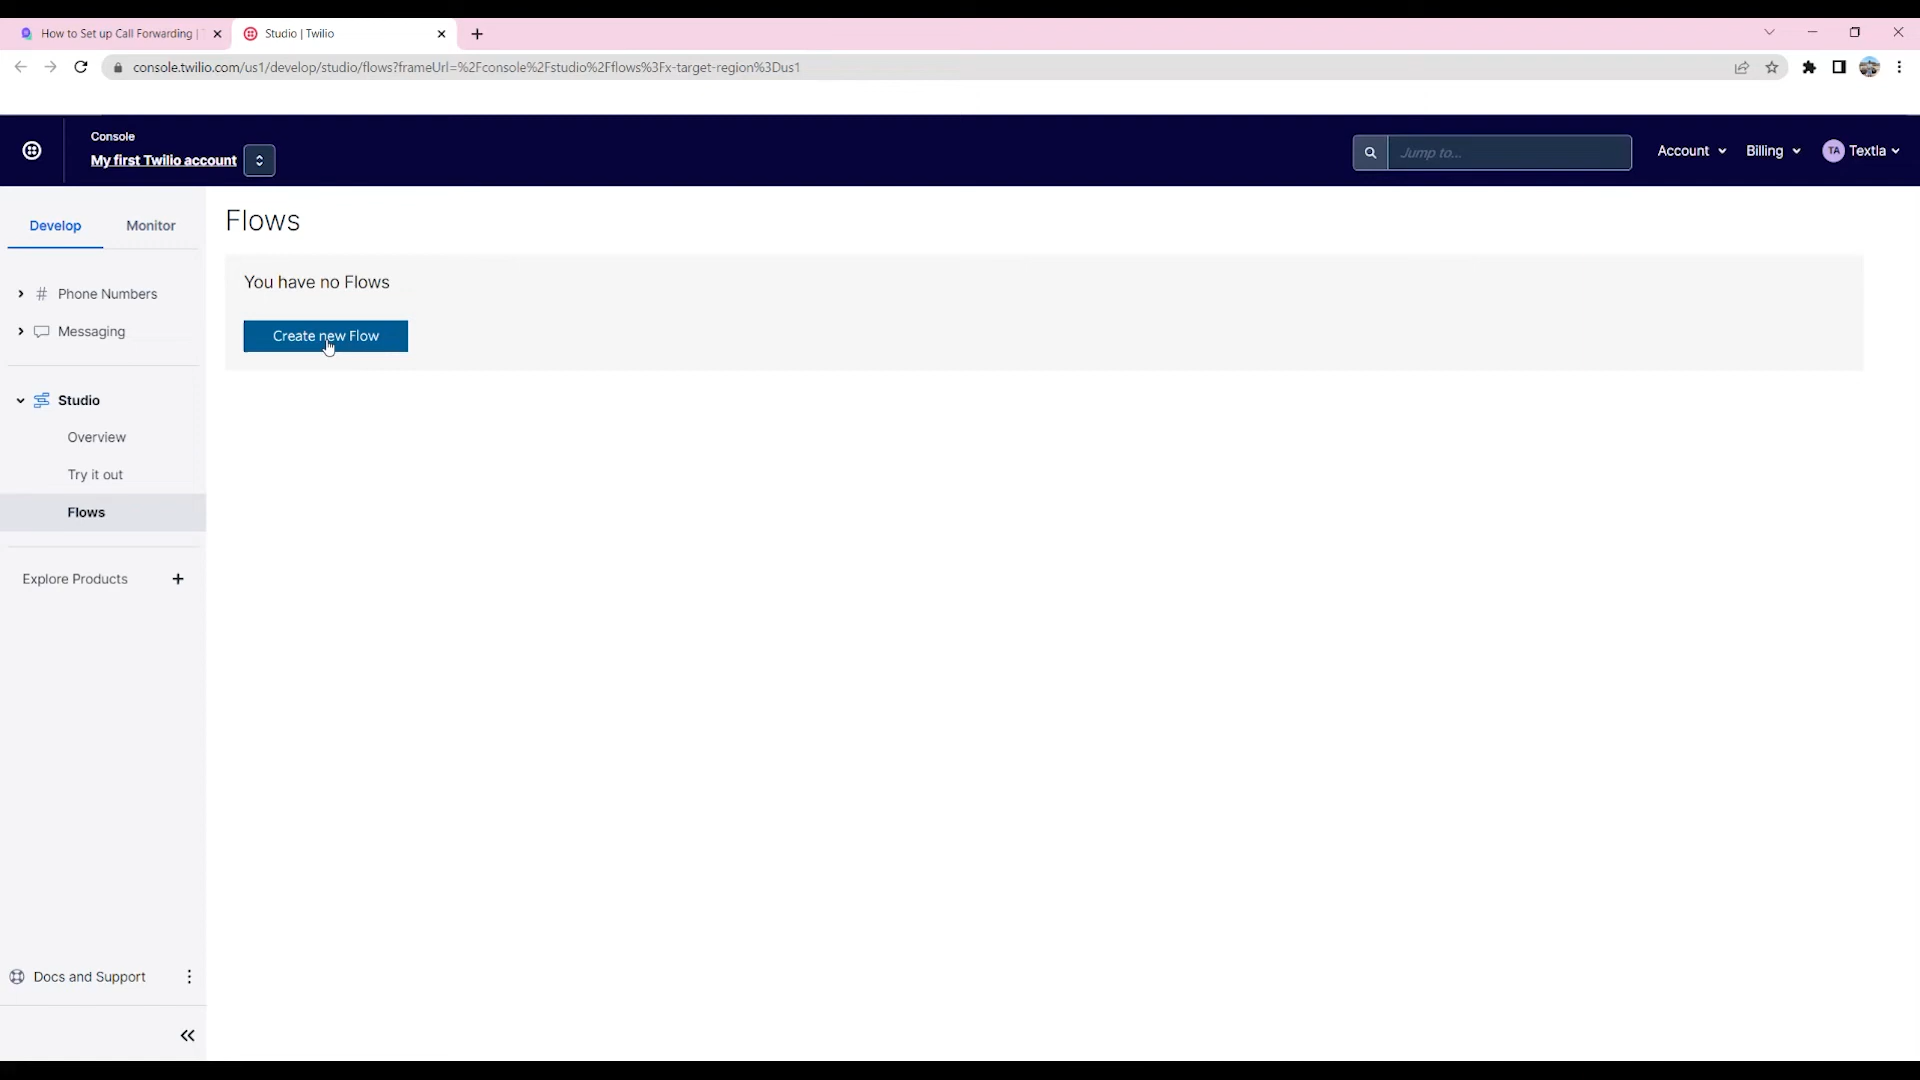 How to Set up Call Forwarding |
Studio | Twilio
console.twilio.com/us1/develop/studio/flows?frameUrl=%2Fconsole%2Fstudio%2Fflows%3Fx-target-region%3Dus1
Console
My first Twilio account
Jump to...
Account
Billing
TA
Textla
Develop
Monitor
Flows
You have no Flows
Create new Flow
# Phone Numbers
Messaging
Studio
Overview
Try it out
Flows
Explore Products +
Docs and Support